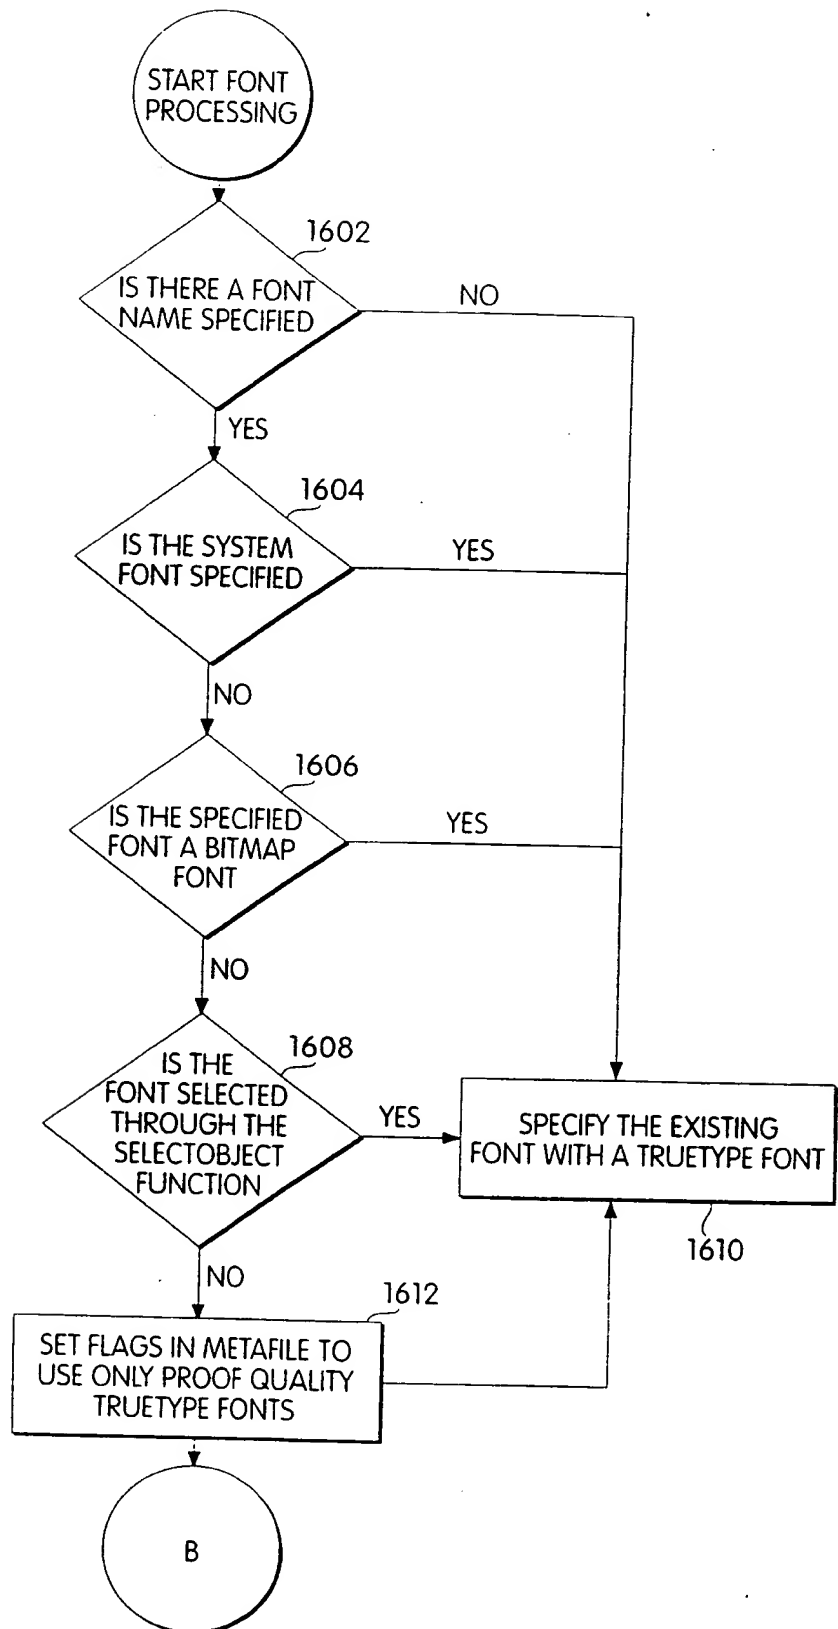 START FONT
PROCESSING
1602
IS THERE A FONT
NAME SPECIFIED
NO
YES
1604
IS THE SYSTEM
FONT SPECIFIED
YES
NO
1606
IS THE SPECIFIED
FONT A BITMAP
FONT
YES
NO
1608
IS THE
FONT SELECTED
THROUGH THE
SELECTOBJECT
FUNCTION
YES
SPECIFY THE EXISTING
FONT WITH A TRUETYPE FONT
1610
NO
1612
SET FLAGS IN METAFILE TO
USE ONLY PROOF QUALITY
TRUETYPE FONTS
B